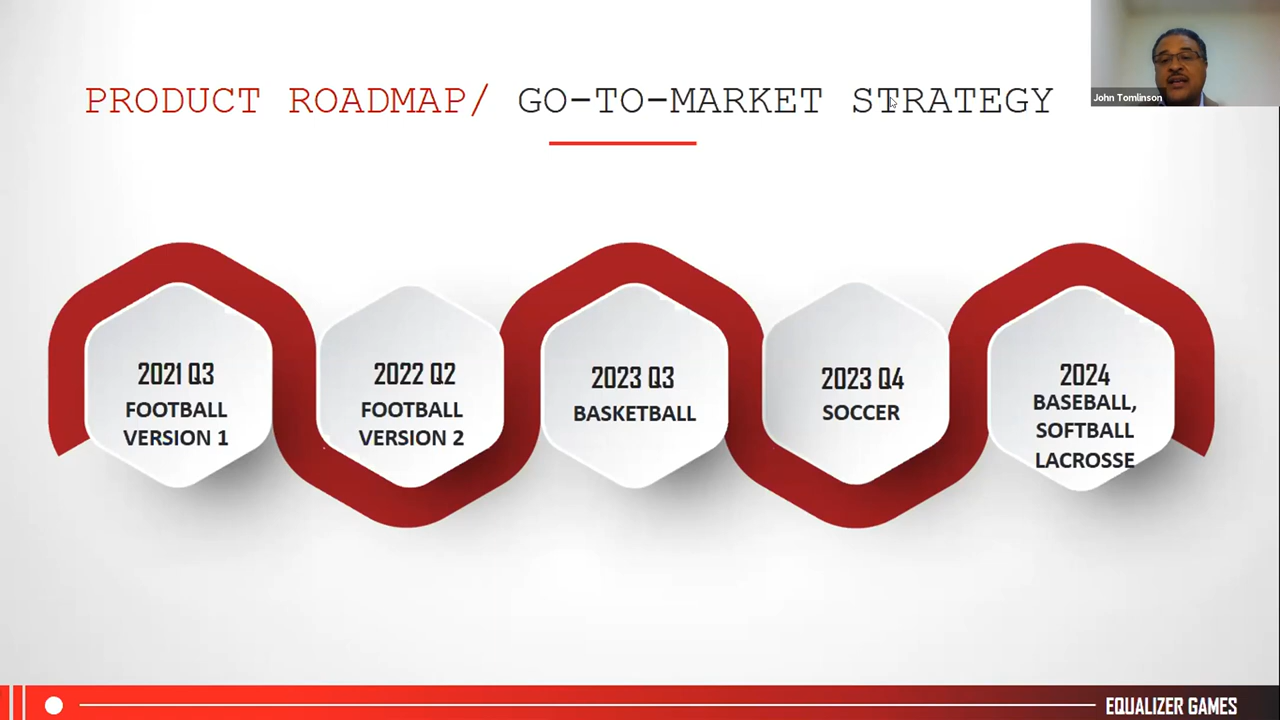 PRODUCT ROADMAP/ GO-TO-MARKET STRATEGY
John Tomlinson
2021 Q3
FOOTBALL
VERSION 1
2022 Q2
FOOTBALL
VERSION 2
2023 Q3
BASKETBALL
2023 Q4
SOCCER
2024
BASEBALL,
SOFTBALL
LACROSSE
EQUALIZER GAMES